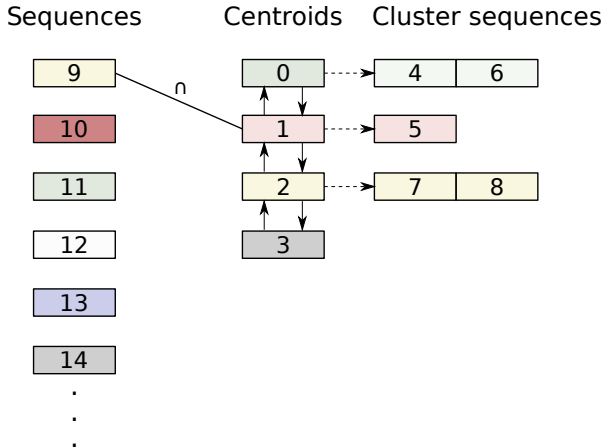 Sequences Centroids Cluster sequences
9 ∩ 0 4 6
10 1 5
11 2 7 8
12 3
13
14
.
.
.